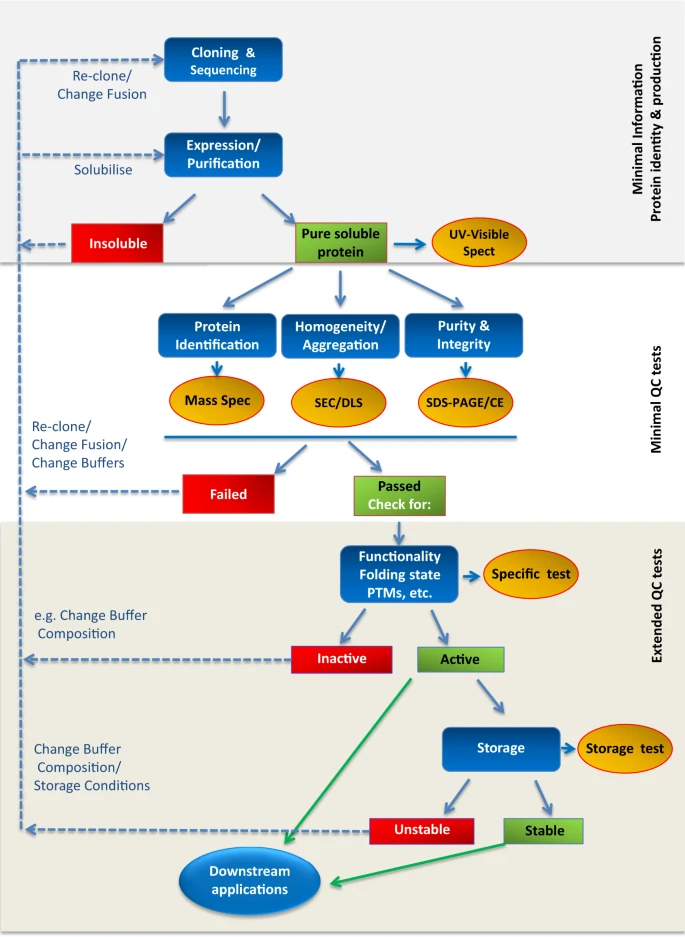 Cloning &
Sequencing
Re-clone/
Change Fusion
Expression/
Purification
Solubilise
Insoluble
Pure soluble
protein
UV-Visible
Spect
Minimal Information
Protein identity & production
Protein
Identification
Homogeneity/
Aggregation
Purity &
Integrity
Mass Spec
SEC/DLS
SDS-PAGE/CE
Minimal QC tests
Re-clone/
Change Fusion/
Change Buffers
Failed
Passed
Check for:
Functionality
Folding state
PTMs, etc.
Specific test
Extended QC tests
e.g. Change Buffer
Composition
Inactive
Active
Storage
Storage test
Change Buffer
Composition/
Storage Conditions
Unstable
Stable
Downstream
applications